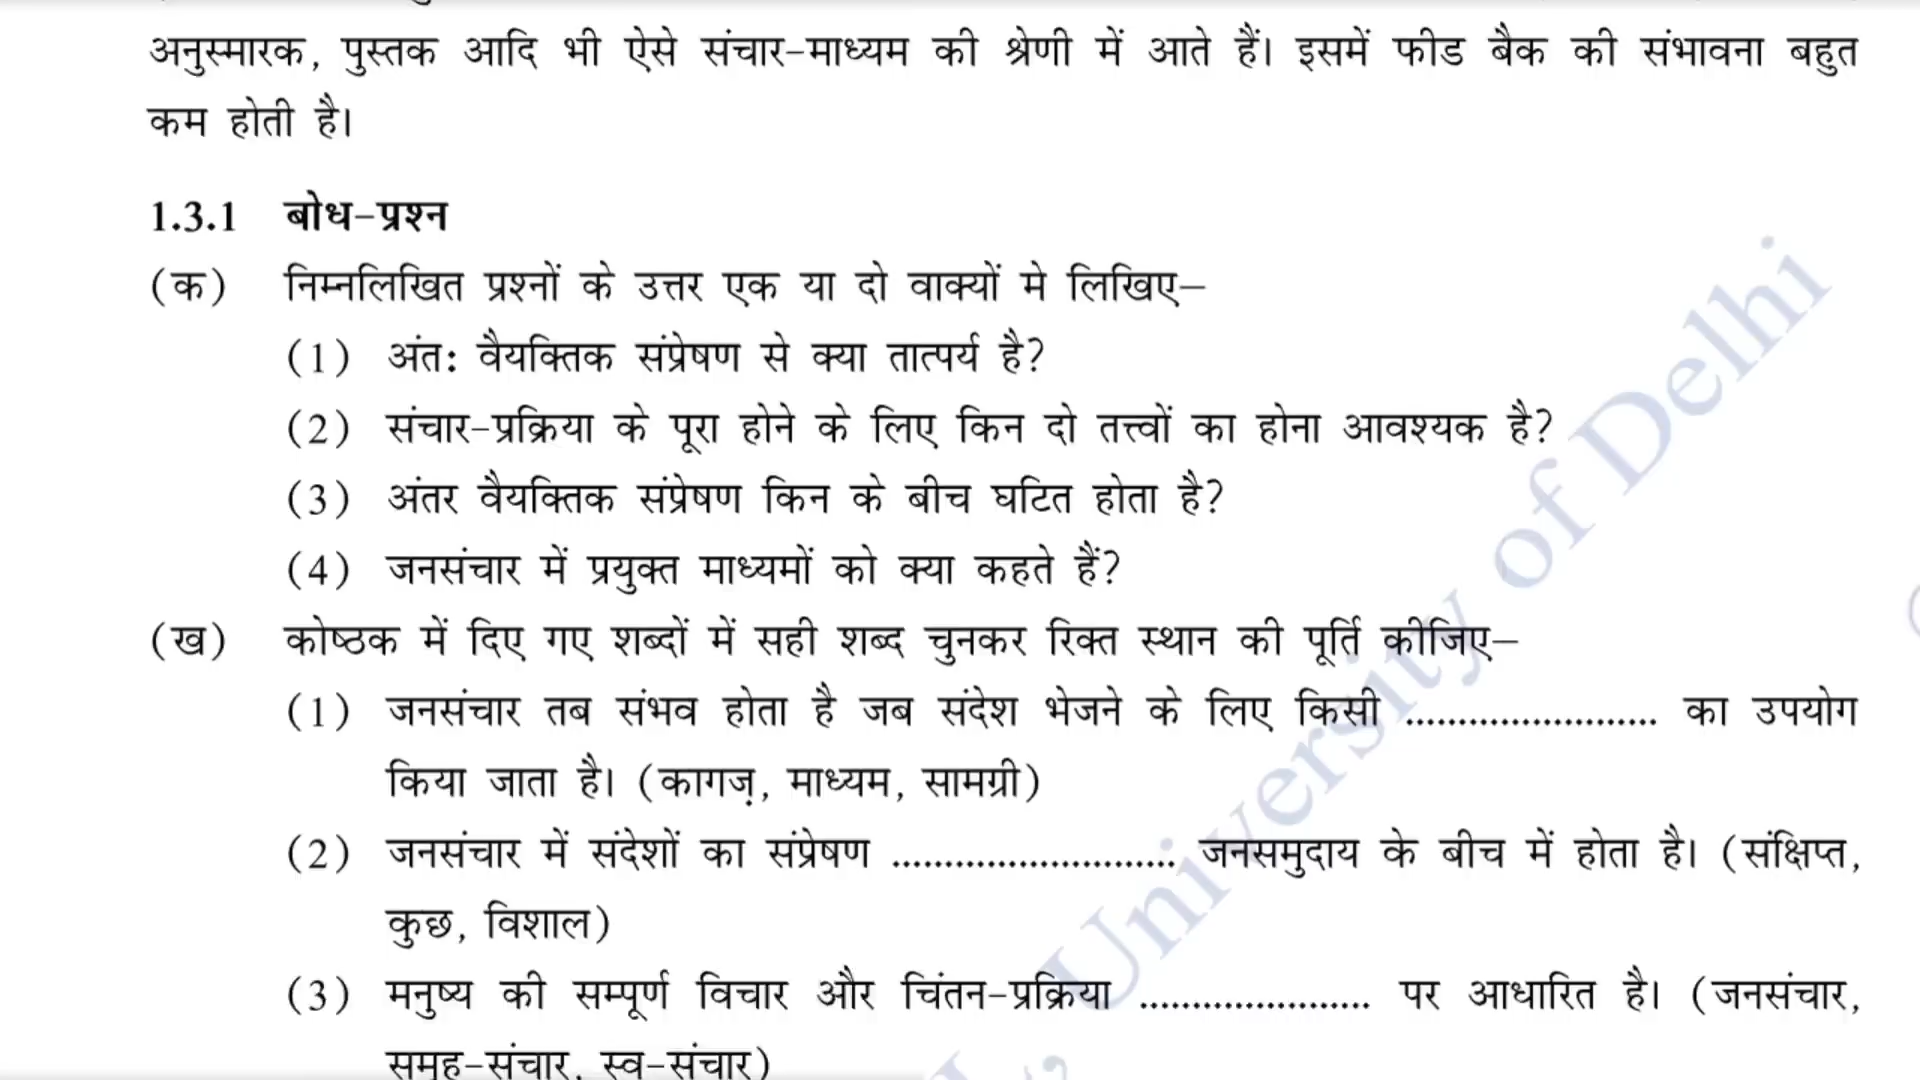 अनुस्मारक, पुस्तक आदि भी ऐसे संचार-माध्यम की श्रेणी में आते हैं। इसमें फीड बैक की संभावना बहुत
कम होती है।
1.3.1 बोध-प्रश्न
(क) निम्नलिखित प्रश्नों के उत्तर एक या दो वाक्यों मे लिखिए–
(1) अंत: वैयक्तिक संप्रेषण से क्या तात्पर्य है?
(2) संचार-प्रक्रिया के पूरा होने के लिए किन दो तत्त्वों का होना आवश्यक है?
(3) अंतर वैयक्तिक संप्रेषण किन के बीच घटित होता है?
(4) जनसंचार में प्रयुक्त माध्यमों को क्या कहते हैं?
(ख) कोष्ठक में दिए गए शब्दों में सही शब्द चुनकर रिक्त स्थान की पूर्ति कीजिए–
(1) जनसंचार तब संभव होता है जब संदेश भेजने के लिए किसी ........................ का उपयोग
किया जाता है। (कागज़, माध्यम, सामग्री)
(2) जनसंचार में संदेशों का संप्रेषण ........................... जनसमुदाय के बीच में होता है। (संक्षिप्त,
कुछ, विशाल)
(3) मनुष्य की सम्पूर्ण विचार और चिंतन-प्रक्रिया ...................... पर आधारित है। (जनसंचार,
समूह-संचार, स्व-संचार)
University of Delhi